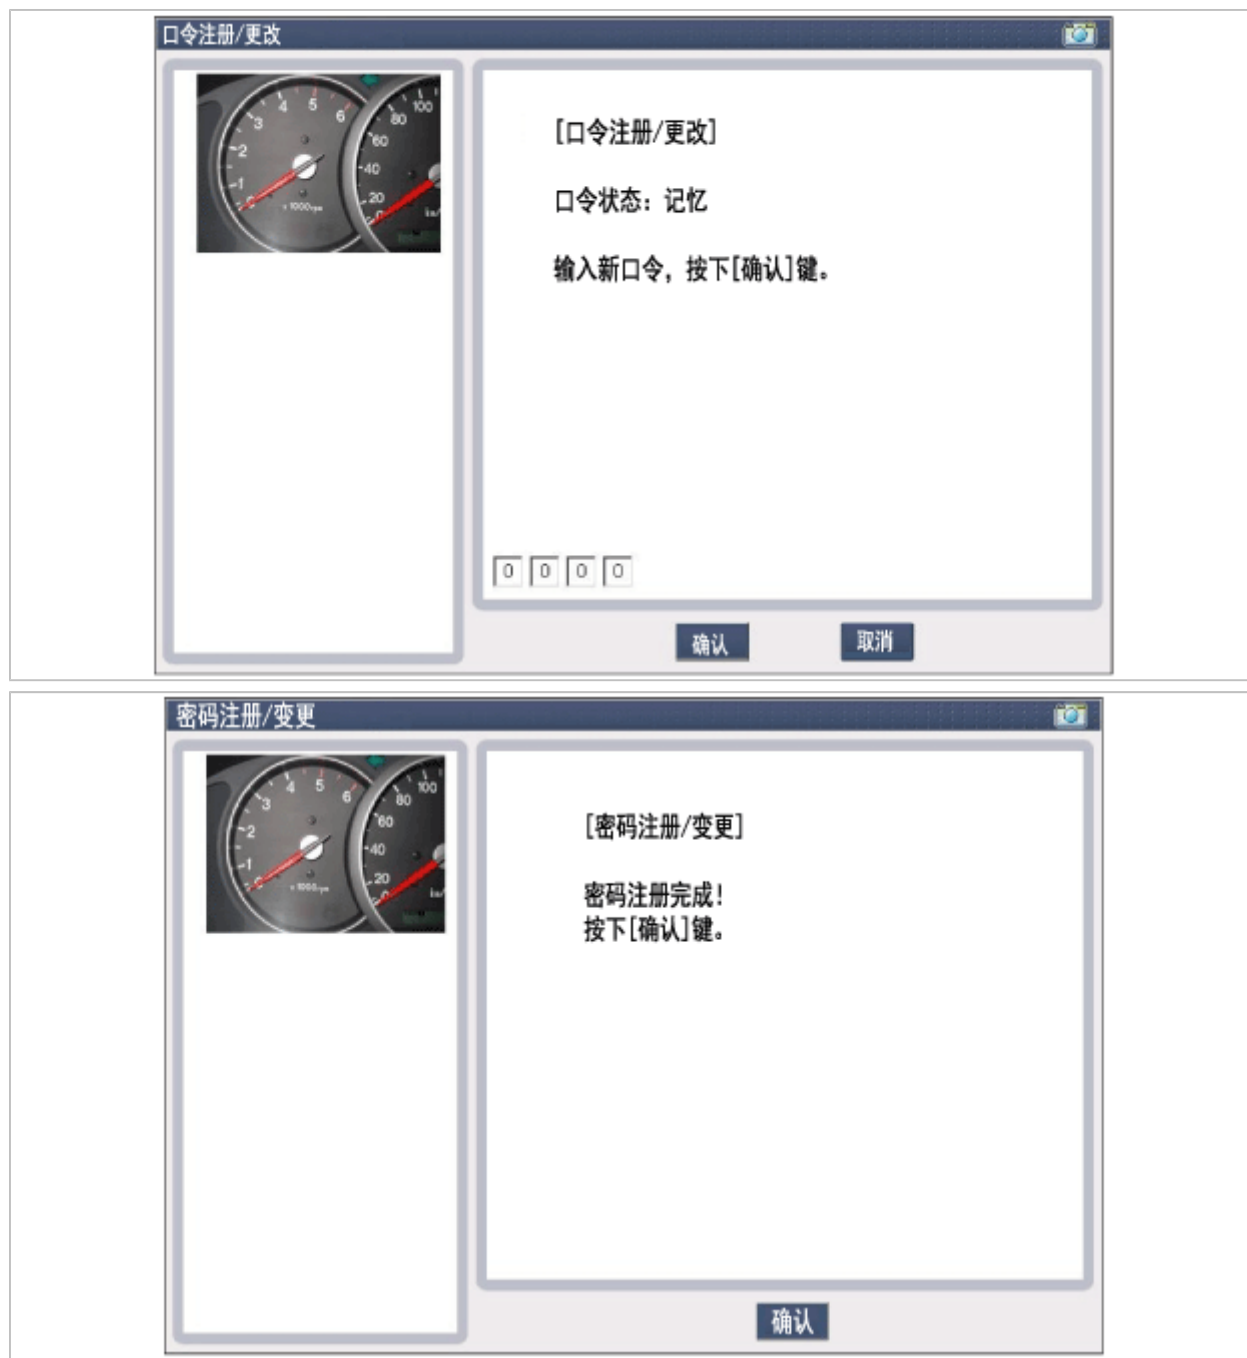 口令注册/更改
[口令注册/更改]
口令状态：记忆
输入新口令，按下[确认]键。
0 0 0 0
确认 取消
密码注册/变更
[密码注册/变更]
密码注册完成！
按下[确认]键。
确认